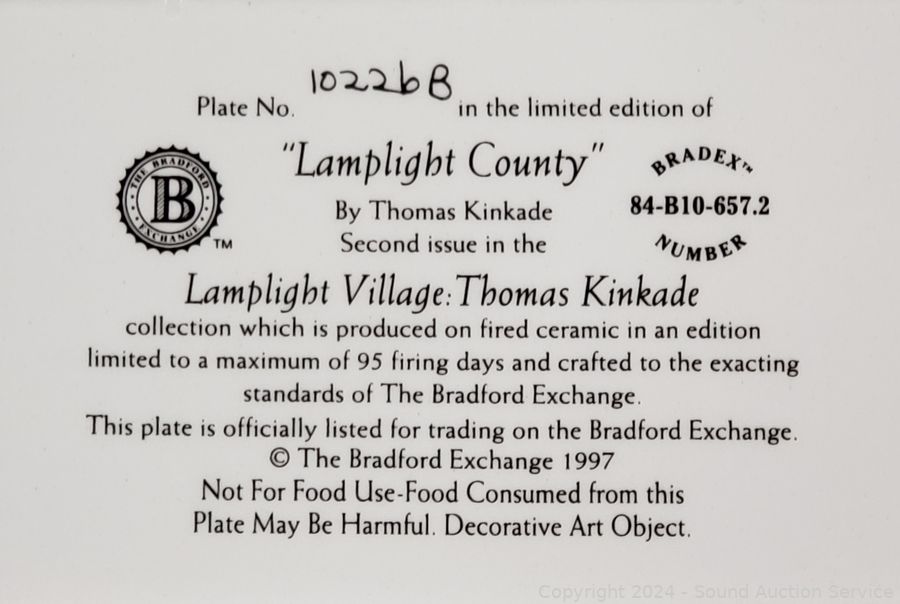 Plate No. 10226B in the limited edition of
"Lamplight County"
By Thomas Kinkade
Second issue in the
THE BRADFORD
B
EXCHANGE
TM
BRADEX™
84-B10-657.2
NUMBER
Lamplight Village: Thomas Kinkade
collection which is produced on fired ceramic in an edition
limited to a maximum of 95 firing days and crafted to the exacting
standards of The Bradford Exchange.
This plate is officially listed for trading on the Bradford Exchange.
© The Bradford Exchange 1997
Not For Food Use-Food Consumed from this
Plate May Be Harmful. Decorative Art Object.
Copyright 2024 - Sound Auction Service